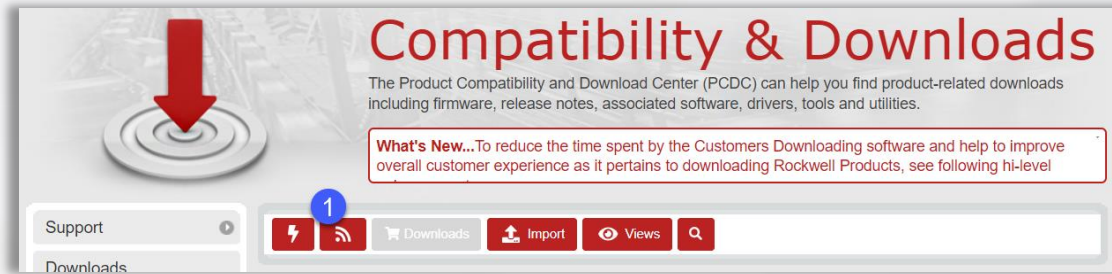 Compatibility & Downloads
The Product Compatibility and Download Center (PCDC) can help you find product-related downloads
including firmware, release notes, associated software, drivers, tools and utilities.
What's New...To reduce the time spent by the Customers Downloading software and help to improve
overall customer experience as it pertains to downloading Rockwell Products, see following hi-level
1
Support
Downloads Import Views
Downloads